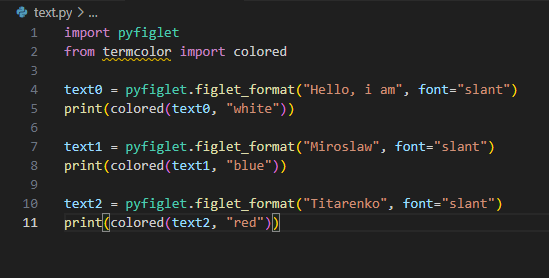 text.py > ...
1 import pyfiglet
2 from termcolor import colored
3
4 text0 = pyfiglet.figlet_format("Hello, i am", font="slant")
5 print(colored(text0, "white"))
6
7 text1 = pyfiglet.figlet_format("Miroslaw", font="slant")
8 print(colored(text1, "blue"))
9
10 text2 = pyfiglet.figlet_format("Titarenko", font="slant")
11 print(colored(text2, "red"))